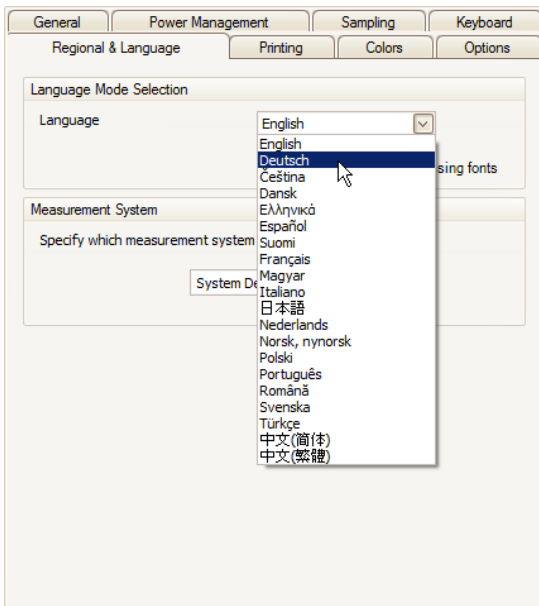 General Power Management Sampling Keyboard
Regional & Language Printing Colors Options
Language Mode Selection
Language English
English
Deutsch
sing fonts
Čeština
Dansk
Ελληνικά
Measurement System
Español
Specify which measurement system
Suomi
Français
Magyar
System De
Italiano
日本語
Nederlands
Norsk, nynorsk
Polski
Português
Română
Svenska
Türkçe
中文(简体)
中文(繁體)